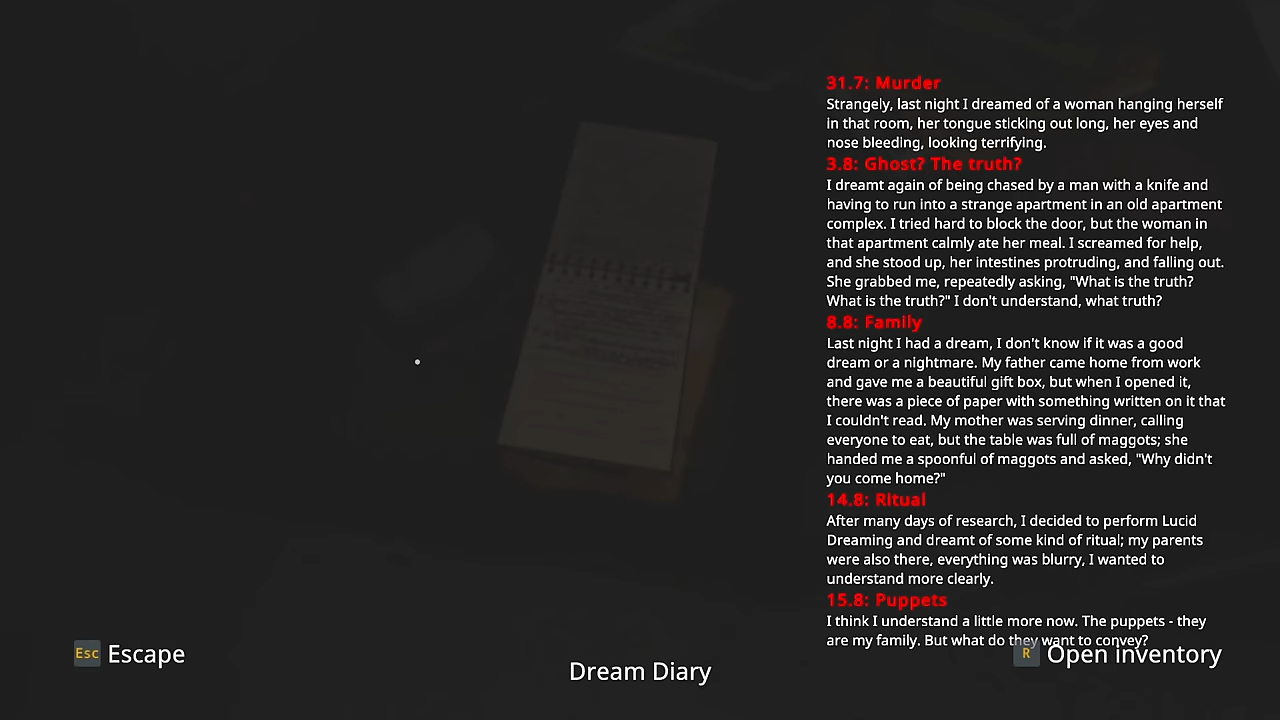 31.7: Murder
Strangely, last night I dreamed of a woman hanging herself
in that room, her tongue sticking out long, her eyes and
nose bleeding, looking terrifying.
3.8: Ghost? The truth?
I dreamt again of being chased by a man with a knife and
having to run into a strange apartment in an old apartment
complex. I tried hard to block the door, but the woman in
that apartment calmly ate her meal. I screamed for help,
and she stood up, her intestines protruding, and falling out.
She grabbed me, repeatedly asking, "What is the truth?
What is the truth?" I don't understand, what truth?
8.8: Family
Last night I had a dream, I don't know if it was a good
dream or a nightmare. My father came home from work
and gave me a beautiful gift box, but when I opened it,
there was a piece of paper with something written on it that
I couldn't read. My mother was serving dinner, calling
everyone to eat, but the table was full of maggots; she
handed me a spoonful of maggots and asked, "Why didn't
you come home?"
14.8: Ritual
After many days of research, I decided to perform Lucid
Dreaming and dreamt of some kind of ritual; my parents
were also there, everything was blurry, I wanted to
understand more clearly.
15.8: Puppets
I think I understand a little more now. The puppets - they
are my family. But what do they want to convey?
Esc Escape
R Open inventory
Dream Diary